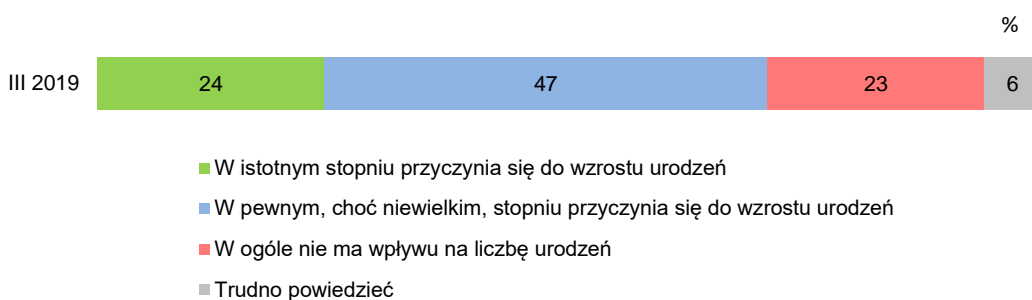 %
III 2019 24 47 23 6
W istotnym stopniu przyczynia się do wzrostu urodzeń
W pewnym, choć niewielkim, stopniu przyczynia się do wzrostu urodzeń
W ogóle nie ma wpływu na liczbę urodzeń
Trudno powiedzieć